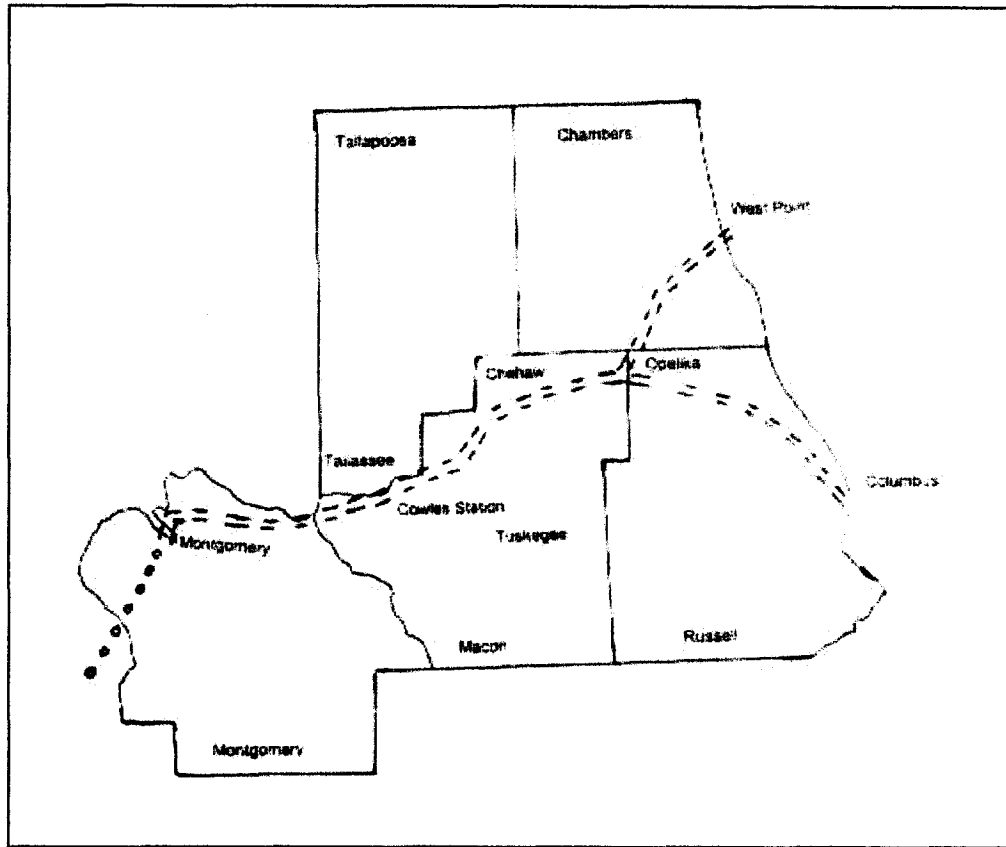 Tallapoosa
Chambers
West Point
Chehaw
Opelika
Tallassee
Columbus
Cowles Station
Tuskegee
Montgomery
Macon
Russell
Montgomery